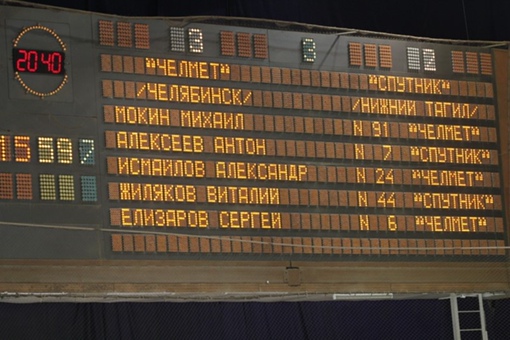 20:40 3 3 2
"ЧЕЛМЕТ" "СПУТНИК"
/ЧЕЛЯБИНСК/ /НИЖНИЙ ТАГИЛ/
МОКИН МИХАИЛ N 91 "ЧЕЛМЕТ"
АЛЕКСЕЕВ АНТОН N 7 "СПУТНИК"
ИСМАИЛОВ АЛЕКСАНДР N 24 "ЧЕЛМЕТ"
ЖИЛЯКОВ ВИТАЛИЙ N 44 "СПУТНИК"
ЕЛИЗАРОВ СЕРГЕЙ N 6 "ЧЕЛМЕТ"